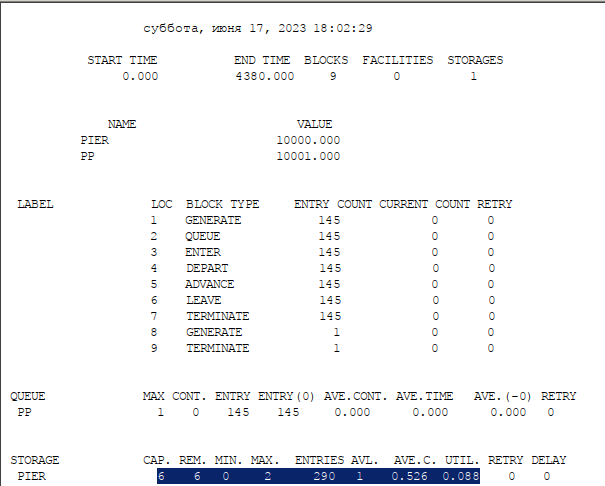 суббота, июня 17, 2023 18:02:29
START TIME END TIME BLOCKS FACILITIES STORAGES
0.000 4380.000 9 0 1
NAME VALUE
PIER 10000.000
PP 10001.000
LABEL LOC BLOCK TYPE ENTRY COUNT CURRENT COUNT RETRY
1 GENERATE 145 0 0
2 QUEUE 145 0 0
3 ENTER 145 0 0
4 DEPART 145 0 0
5 ADVANCE 145 0 0
6 LEAVE 145 0 0
7 TERMINATE 145 0 0
8 GENERATE 1 0 0
9 TERMINATE 1 0 0
QUEUE MAX CONT. ENTRY ENTRY(0) AVE.CONT. AVE.TIME AVE.(-0) RETRY
PP 1 0 145 145 0.000 0.000 0.000 0
STORAGE CAP. REM. MIN. MAX. ENTRIES AVL. AVE.C. UTIL. RETRY DELAY
PIER 6 6 0 2 290 1 0.526 0.088 0 0